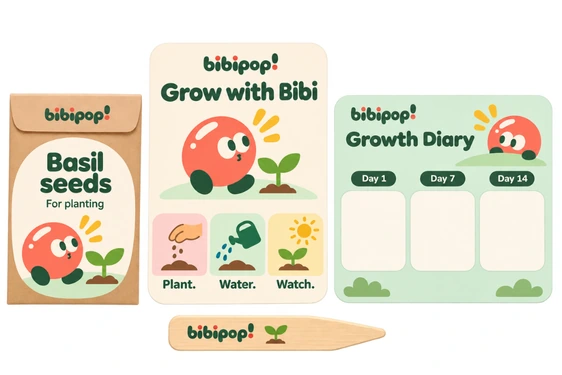 bibipop!
Basil
seeds
For planting
bibipop!
Grow with Bibi
Plant.
Water.
Watch.
bibipop!
Growth Diary
Day 1
Day 7
Day 14
bibipop!